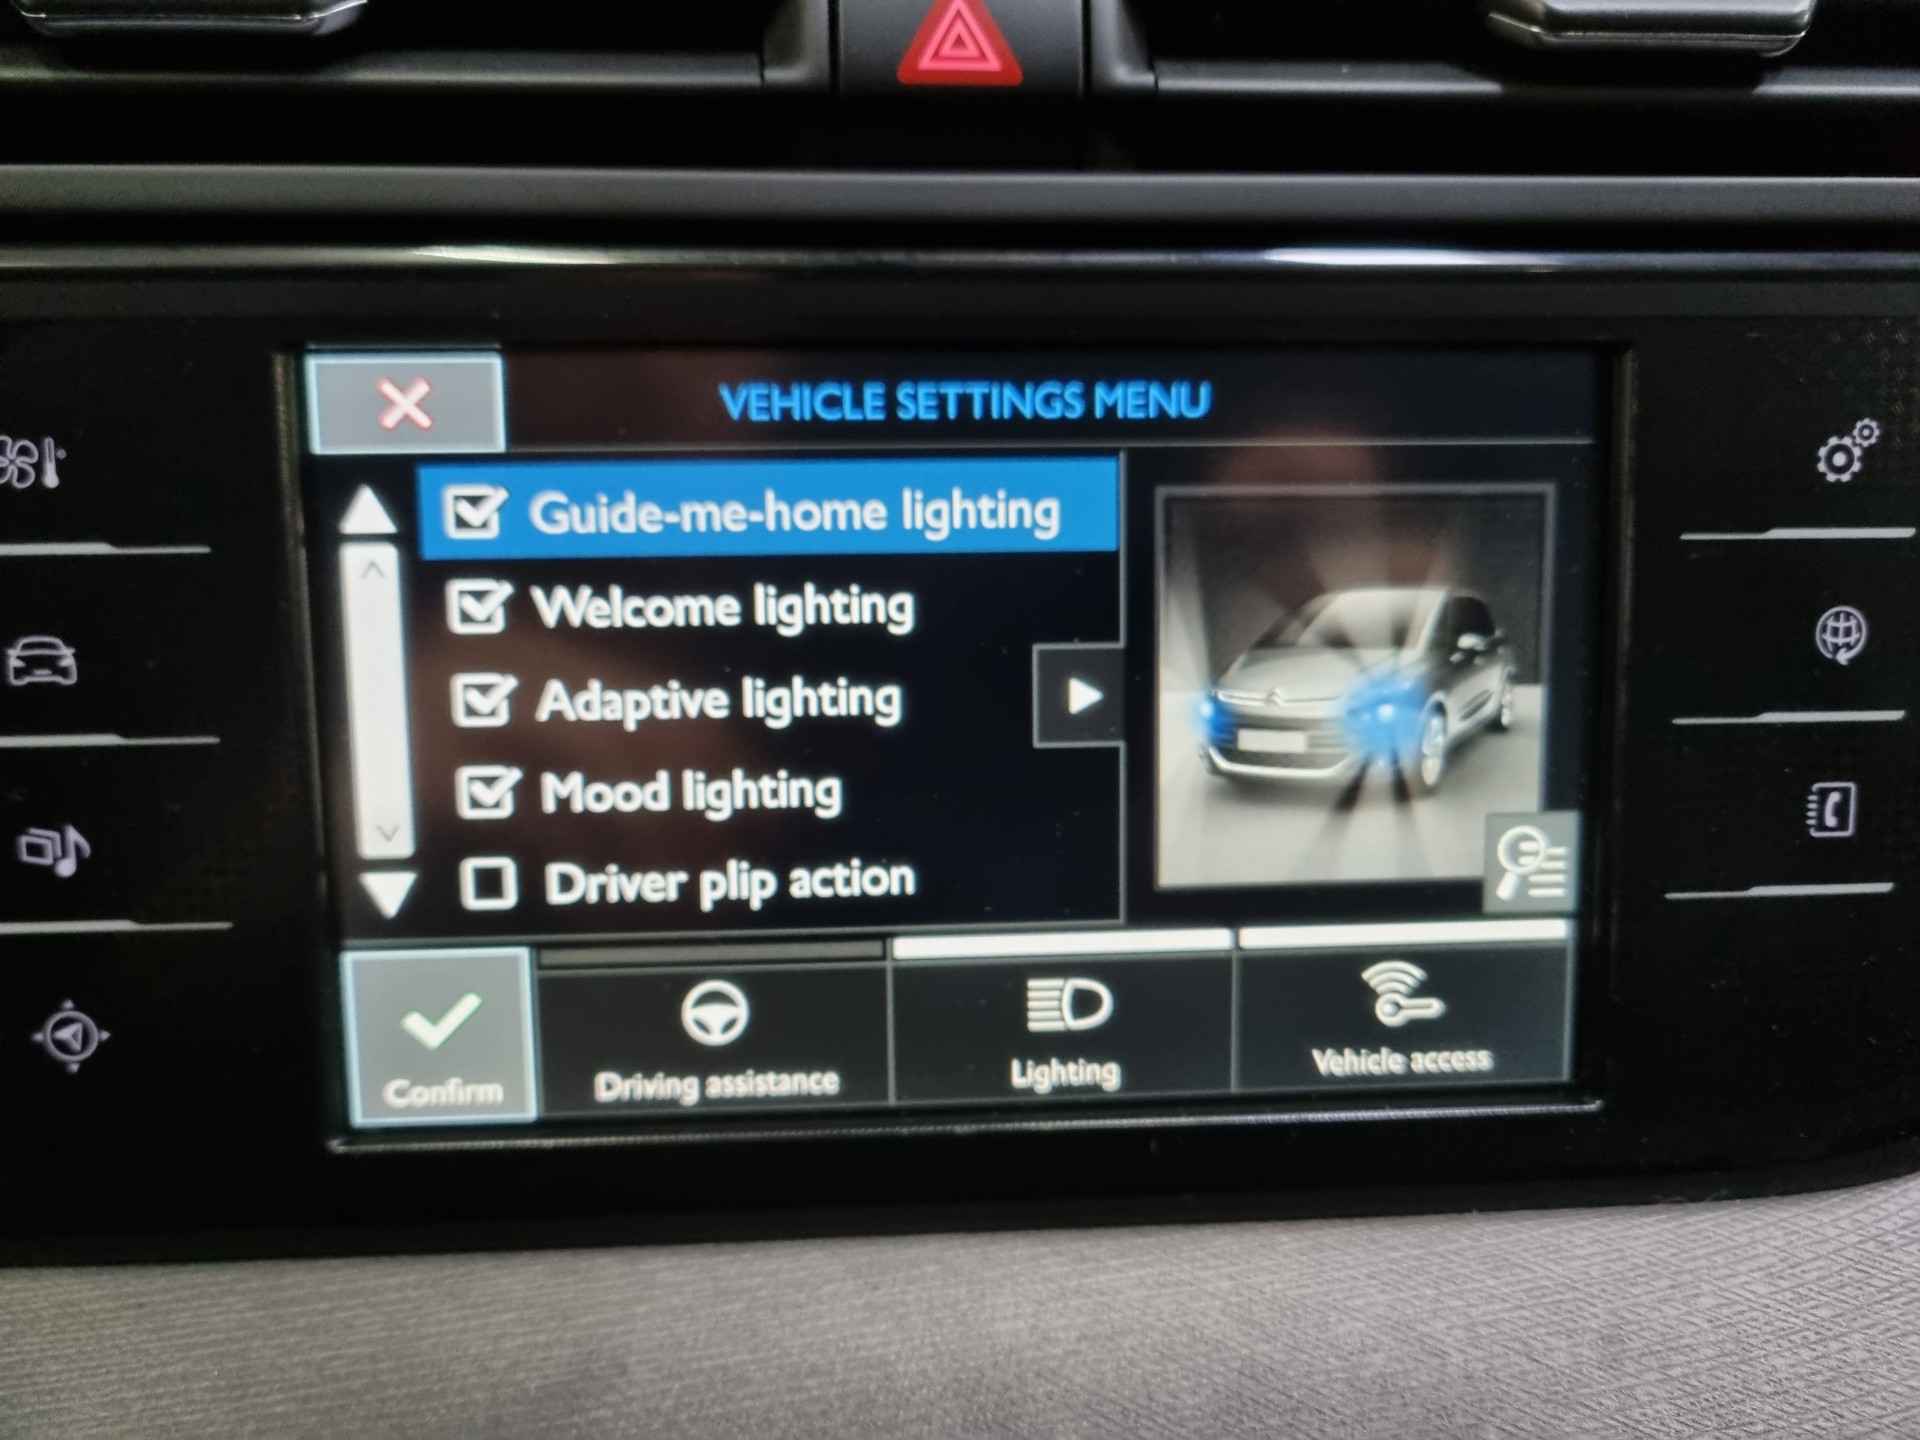 VEHICLE SETTINGS MENU
Guide-me-home lighting
Welcome lighting
Adaptive lighting
Mood lighting
Driver plip action
Confirm
Driving assistance
Lighting
Vehicle access